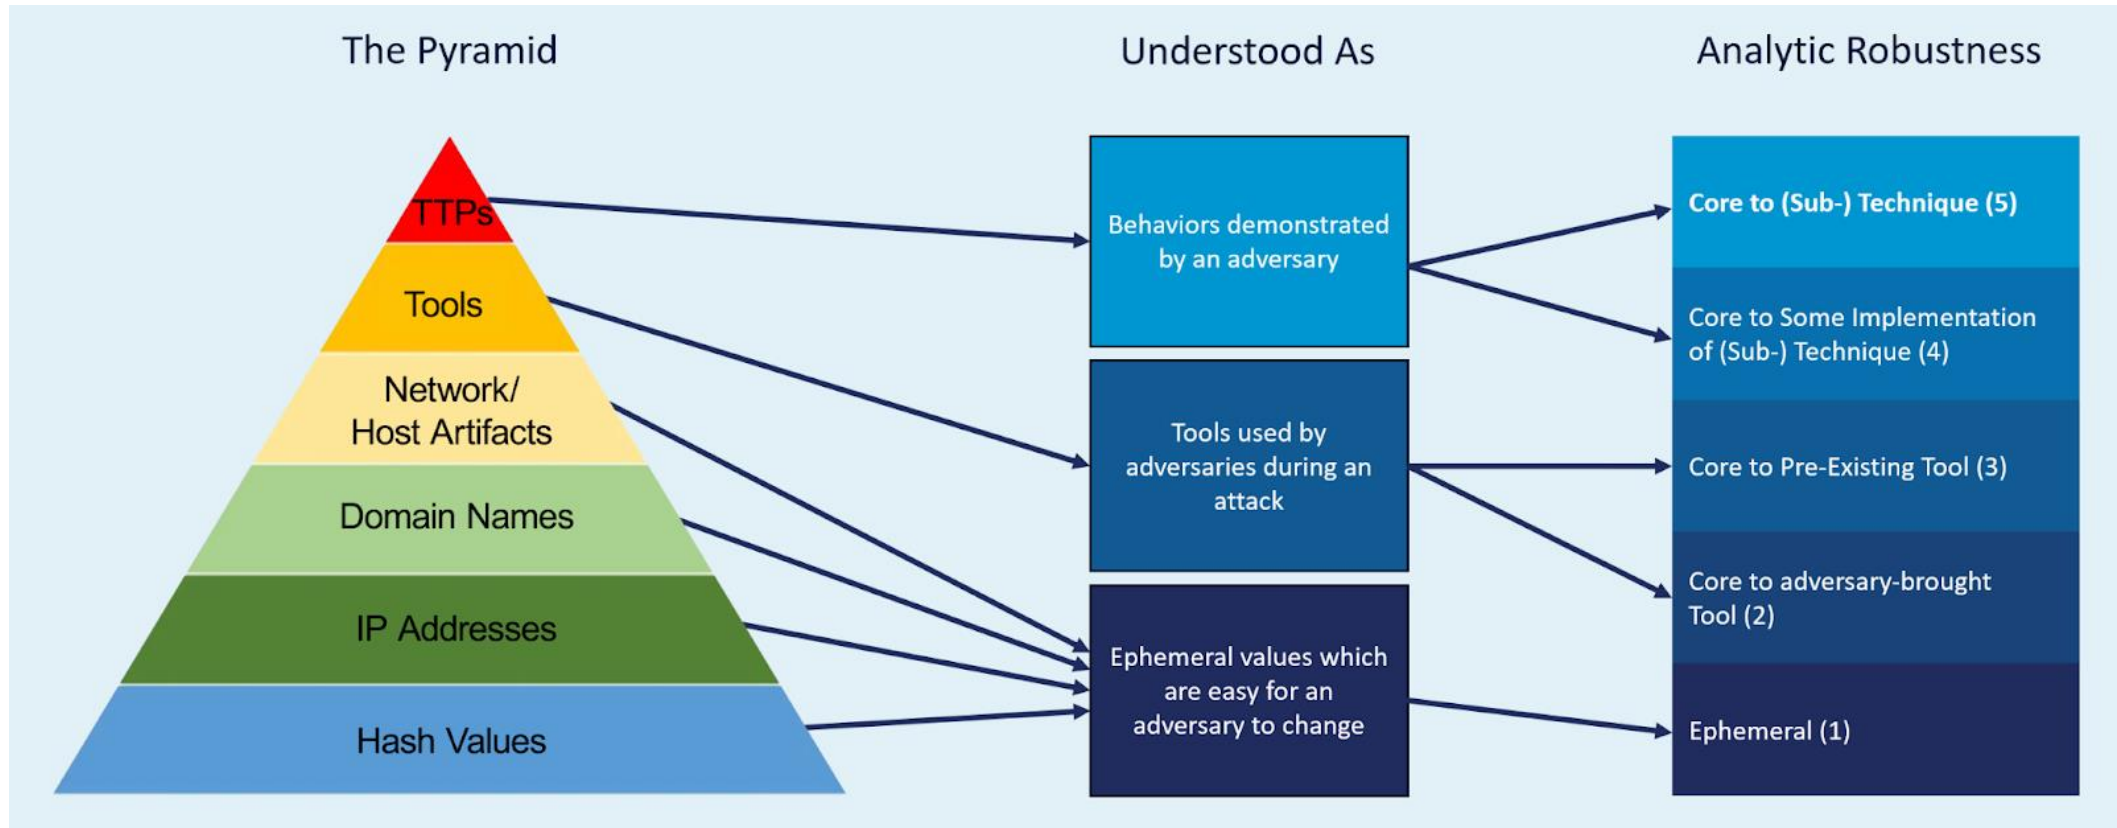 The Pyramid
Understood As
Analytic Robustness
TTPs
Tools
Network/
Host Artifacts
Domain Names
IP Addresses
Hash Values
Behaviors demonstrated
by an adversary
Tools used by
adversaries during an
attack
Ephemeral values which
are easy for an
adversary to change
Core to (Sub-) Technique (5)
Core to Some Implementation
of (Sub-) Technique (4)
Core to Pre-Existing Tool (3)
Core to adversary-brought
Tool (2)
Ephemeral (1)